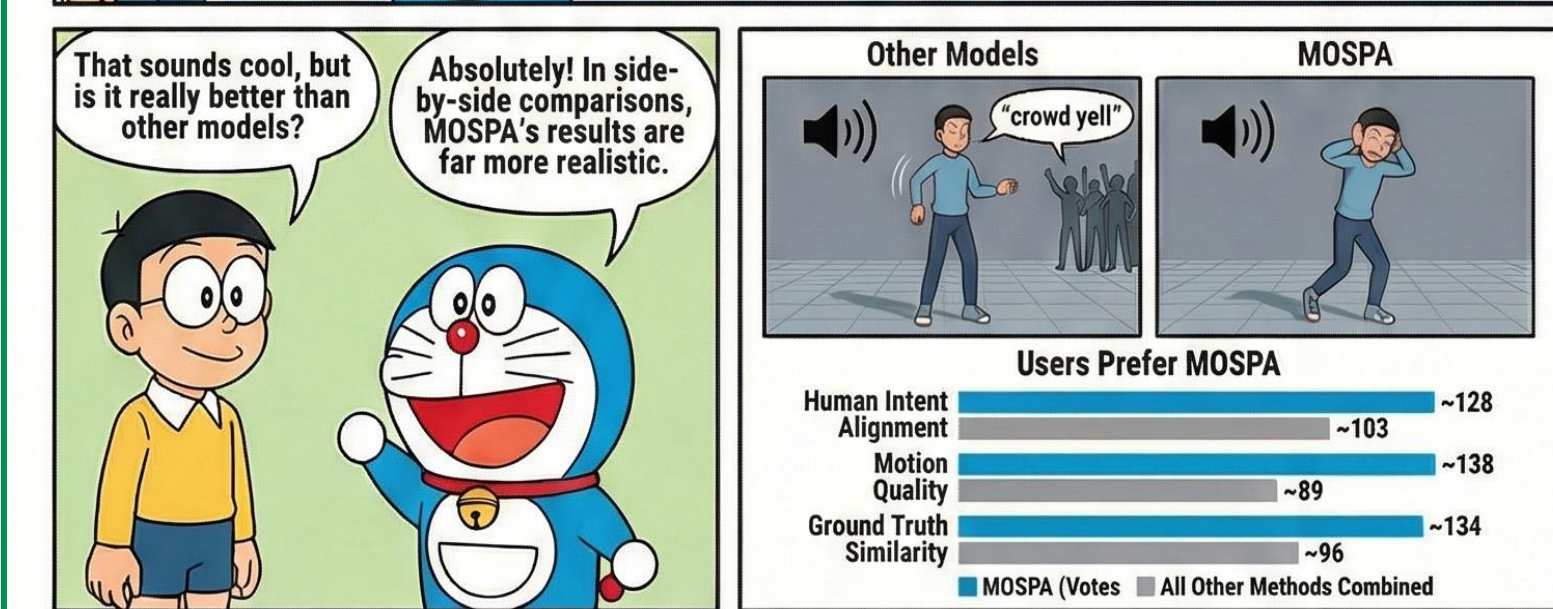 That sounds cool, but
is it really better than
other models?
Absolutely! In side-
by-side comparisons,
MOSPA's results are
far more realistic.
Other Models
"crowd yell"
MOSPA
Users Prefer MOSPA
Human Intent
Alignment
~128
~103
Motion
Quality
~138
~89
Ground Truth
Similarity
~134
~96
MOSPA (Votes
All Other Methods Combined